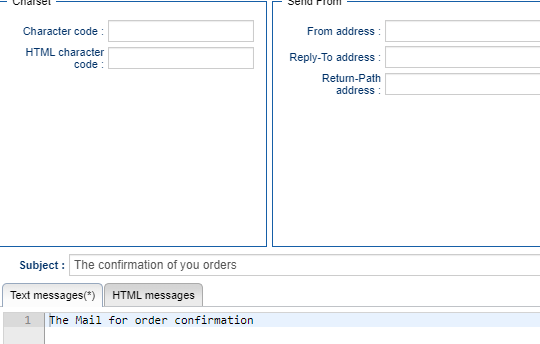 Charset
Send From
Character code :
From address :
HTML character
code :
Reply-To address :
Return-Path
address :
Subject : The confirmation of you orders
Text messages(*) HTML messages
1 The Mail for order confirmation